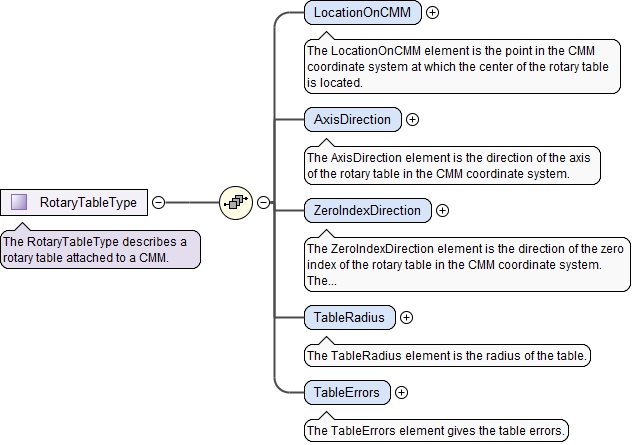 LocationOnCMM
The LocationOnCMM element is the point in the CMM
coordinate system at which the center of the rotary table
is located.
AxisDirection
The AxisDirection element is the direction of the axis
of the rotary table in the CMM coordinate system.
RotaryTableType
The RotaryTableType describes a
rotary table attached to a CMM.
ZeroIndexDirection
The ZeroIndexDirection element is the direction of the zero
index of the rotary table in the CMM coordinate system.
The...
TableRadius
The TableRadius element is the radius of the table.
TableErrors
The TableErrors element gives the table errors.